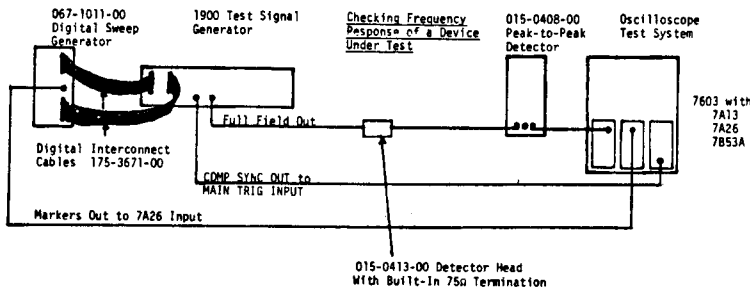 067-1011-00
Digital Sweep
Generator
1900 Test Signal
Generator
Checking Frequency
Response of a Device
Under Test
015-0408-00
Peak-to-Peak
Detector
Oscilloscope
Test System
7603 with
7A13
7A26
7B53A
Full Field Out
Digital Interconnect
Cables 175-3671-00
COMP SYNC OUT to
MAIN TRIG INPUT
Markers Out to 7A26 Input
015-0413-00 Detector Head
With Built-In 75Ω Termination